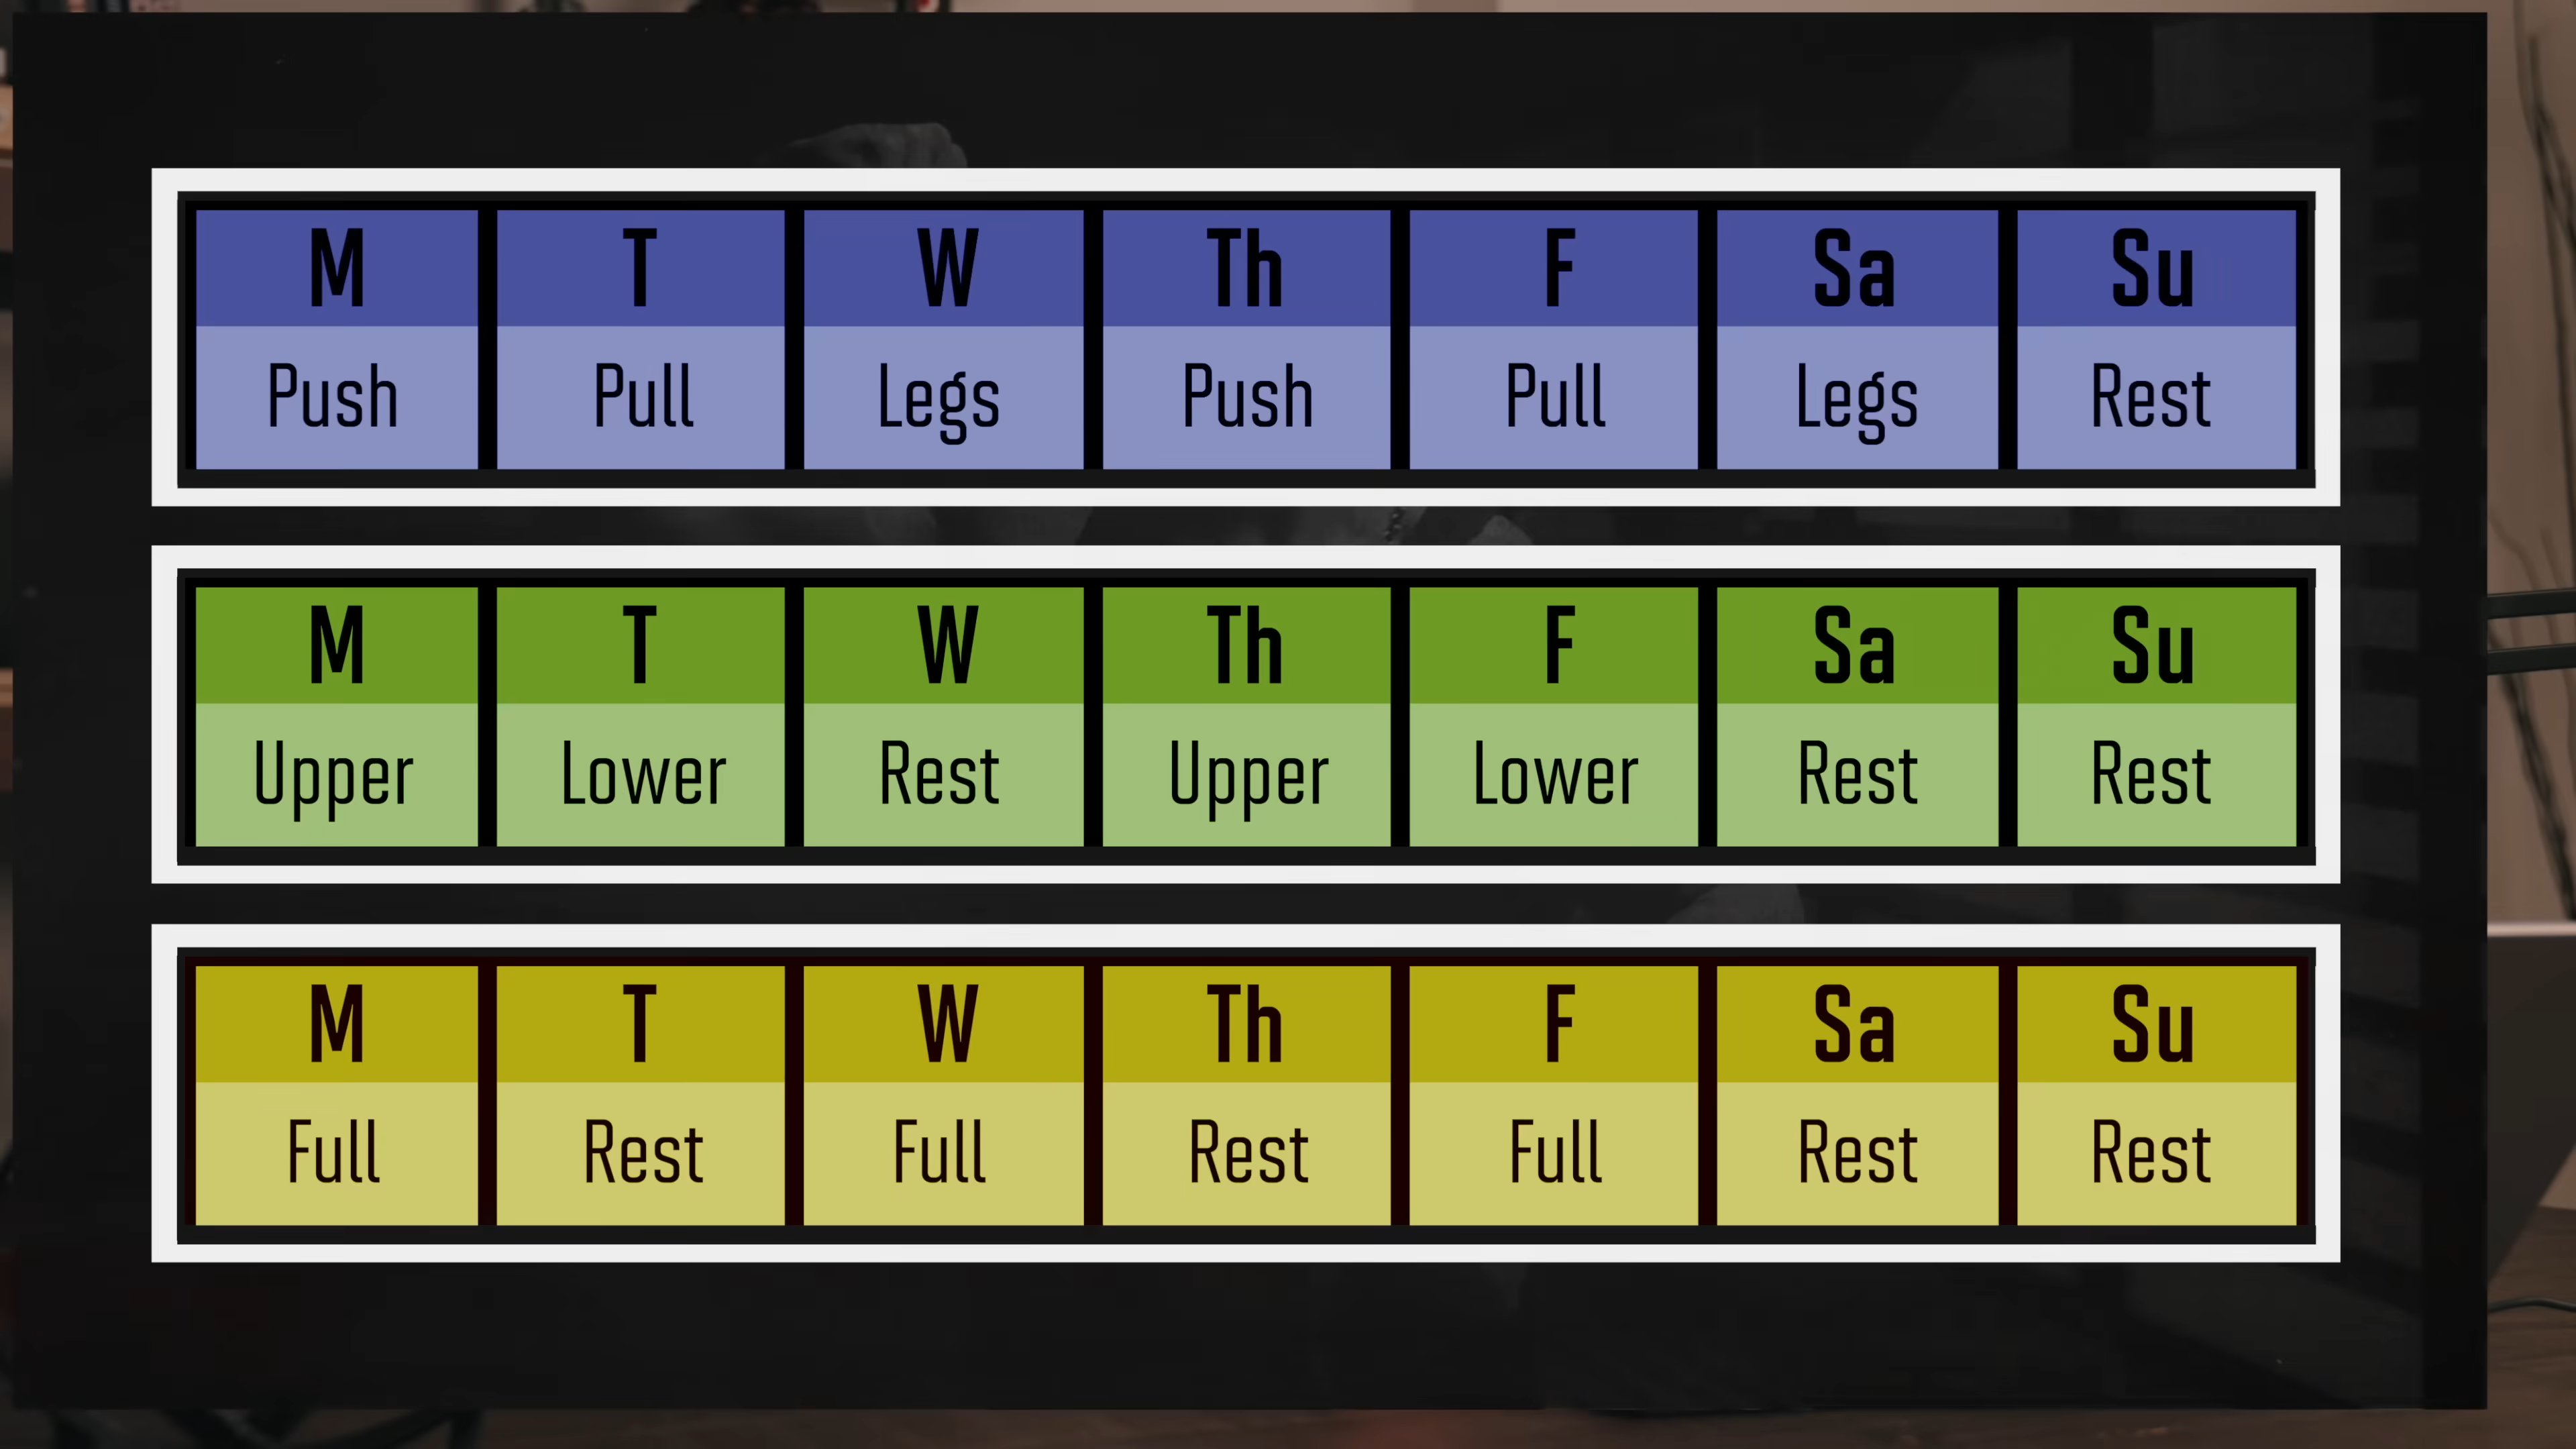 M T W Th F Sa Su
Push Pull Legs Push Pull Legs Rest
M T W Th F Sa Su
Upper Lower Rest Upper Lower Rest Rest
M T W Th F Sa Su
Full Rest Full Rest Full Rest Rest